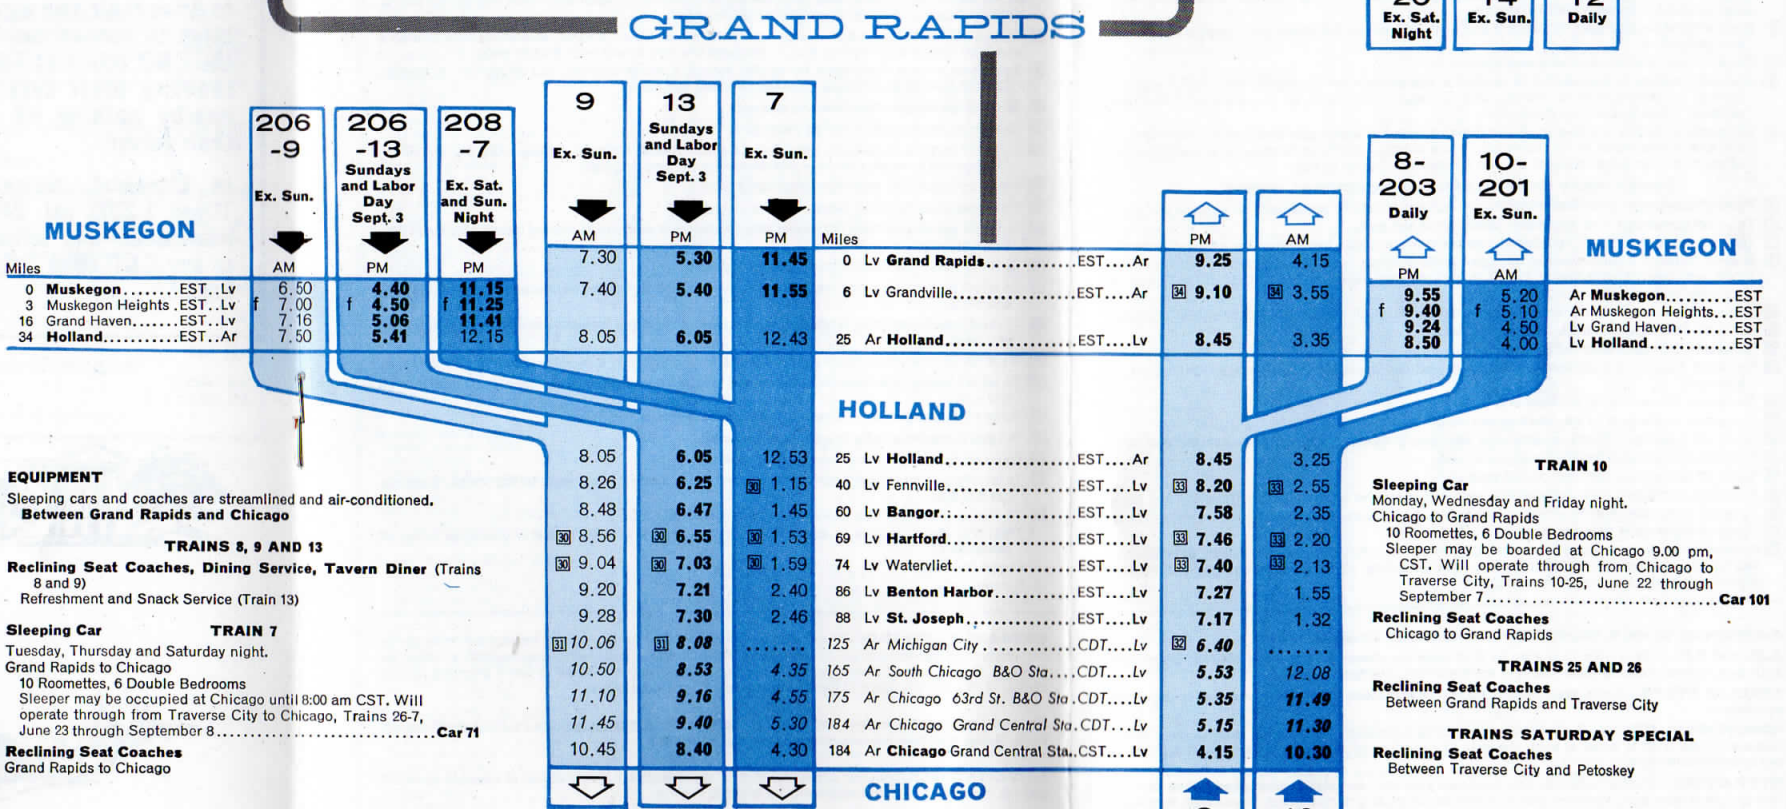 GRAND RAPIDS
Ex. Sat. Night
Ex. Sun.
12 Daily
206 -9 Ex. Sun. AM
206 -13 Sundays and Labor Day Sept. 3 PM
208 -7 Ex. Sat. and Sun. Night PM
9 Ex. Sun. AM
13 Sundays and Labor Day Sept. 3 PM
7 Ex. Sun. PM
Miles
PM
AM
8-203 Daily PM
10-201 Ex. Sun. AM
MUSKEGON
Miles
0 Muskegon........EST..Lv 6.50 4.40 11.15
3 Muskegon Heights .EST..Lv f 7.00 f 4.50 f 11.25
16 Grand Haven.......EST..Lv 7.16 5.06 11.41
34 Holland...........EST..Ar 7.50 5.41 12.15
7.30 5.30 11.45 0 Lv Grand Rapids..............EST...Ar 9.25 4.15
7.40 5.40 11.55 6 Lv Grandville...................EST....Ar 34 9.10 34 3.55
8.05 6.05 12.43 25 Ar Holland.....................EST....Lv 8.45 3.35
MUSKEGON
9.55 5.20 Ar Muskegon..........EST
f 9.40 f 5.10 Ar Muskegon Heights...EST
9.24 4.50 Lv Grand Haven........EST
8.50 4.00 Lv Holland............EST
HOLLAND
8.05 6.05 12.53 25 Lv Holland....................EST....Ar 8.45 3.25
8.26 6.25 33 1.15 40 Lv Fennville....................EST....Lv 33 8.20 33 2.55
8.48 6.47 1.45 60 Lv Bangor.....................EST....Lv 7.58 2.35
30 8.56 30 6.55 30 1.53 69 Lv Hartford...................EST....Lv 33 7.46 33 2.20
30 9.04 30 7.03 30 1.59 74 Lv Watervliet..................EST....Lv 33 7.40 33 2.13
9.20 7.21 2.40 86 Lv Benton Harbor.............EST....Lv 7.27 1.55
9.28 7.30 2.46 88 Lv St. Joseph..................EST....Lv 7.17 1.32
31 10.06 31 8.08 ....... 125 Ar Michigan City .............CDT....Lv 32 6.40 .......
10.50 8.53 4.35 165 Ar South Chicago B&O Sta....CDT....Lv 5.53 12.08
11.10 9.16 4.55 175 Ar Chicago 63rd St. B&O Sta.CDT....Lv 5.35 11.49
11.45 9.40 5.30 184 Ar Chicago Grand Central Sta.CDT....Lv 5.15 11.30
10.45 8.40 4.30 184 Ar Chicago Grand Central Sta..CST....Lv 4.15 10.30
CHICAGO
EQUIPMENT
Sleeping cars and coaches are streamlined and air-conditioned.
Between Grand Rapids and Chicago
TRAINS 8, 9 AND 13
Reclining Seat Coaches, Dining Service, Tavern Diner (Trains
8 and 9)
Refreshment and Snack Service (Train 13)
Sleeping Car TRAIN 7
Tuesday, Thursday and Saturday night.
Grand Rapids to Chicago
10 Roomettes, 6 Double Bedrooms
Sleeper may be occupied at Chicago until 8:00 am CST. Will
operate through from Traverse City to Chicago, Trains 26-7,
June 23 through September 8............................Car 71
Reclining Seat Coaches
Grand Rapids to Chicago
TRAIN 10
Sleeping Car
Monday, Wednesday and Friday night.
Chicago to Grand Rapids
10 Roomettes, 6 Double Bedrooms
Sleeper may be boarded at Chicago 9.00 pm,
CST. Will operate through from Chicago to
Traverse City, Trains 10-25, June 22 through
September 7..............................Car 101
Reclining Seat Coaches
Chicago to Grand Rapids
TRAINS 25 AND 26
Reclining Seat Coaches
Between Grand Rapids and Traverse City
TRAINS SATURDAY SPECIAL
Reclining Seat Coaches
Between Traverse City and Petoskey